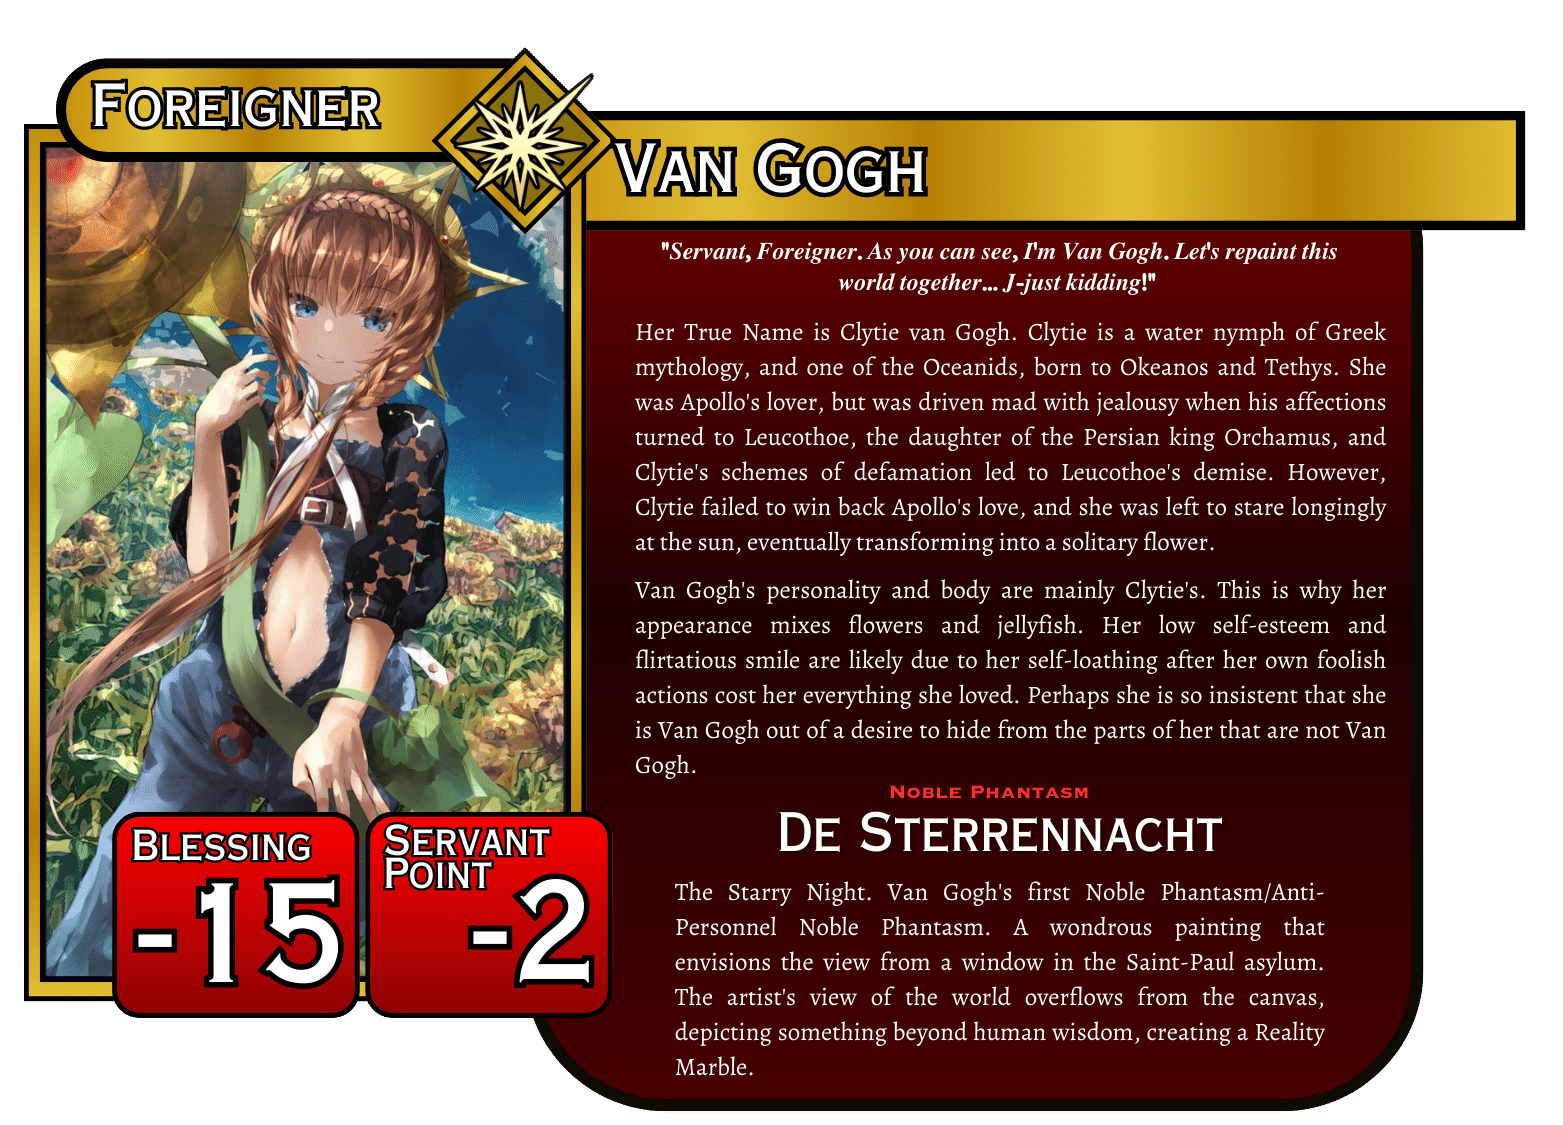 FOREIGNER
VAN GOGH
"Servant, Foreigner. As you can see, I'm Van Gogh. Let's repaint this
world together... J-just kidding!"
Her True Name is Clytie van Gogh. Clytie is a water nymph of Greek
mythology, and one of the Oceanids, born to Okeanos and Tethys. She
was Apollo's lover, but was driven mad with jealousy when his affections
turned to Leucothoe, the daughter of the Persian king Orchamus, and
Clytie's schemes of defamation led to Leucothoe's demise. However,
Clytie failed to win back Apollo's love, and she was left to stare longingly
at the sun, eventually transforming into a solitary flower.
Van Gogh's personality and body are mainly Clytie's. This is why her
appearance mixes flowers and jellyfish. Her low self-esteem and
flirtatious smile are likely due to her self-loathing after her own foolish
actions cost her everything she loved. Perhaps she is so insistent that she
is Van Gogh out of a desire to hide from the parts of her that are not Van
Gogh.
NOBLE PHANTASM
DE STERRENNACHT
The Starry Night. Van Gogh's first Noble Phantasm/Anti-
Personnel Noble Phantasm. A wondrous painting that
envisions the view from a window in the Saint-Paul asylum.
The artist's view of the world overflows from the canvas,
depicting something beyond human wisdom, creating a Reality
Marble.
BLESSING
-15
SERVANT
POINT
-2